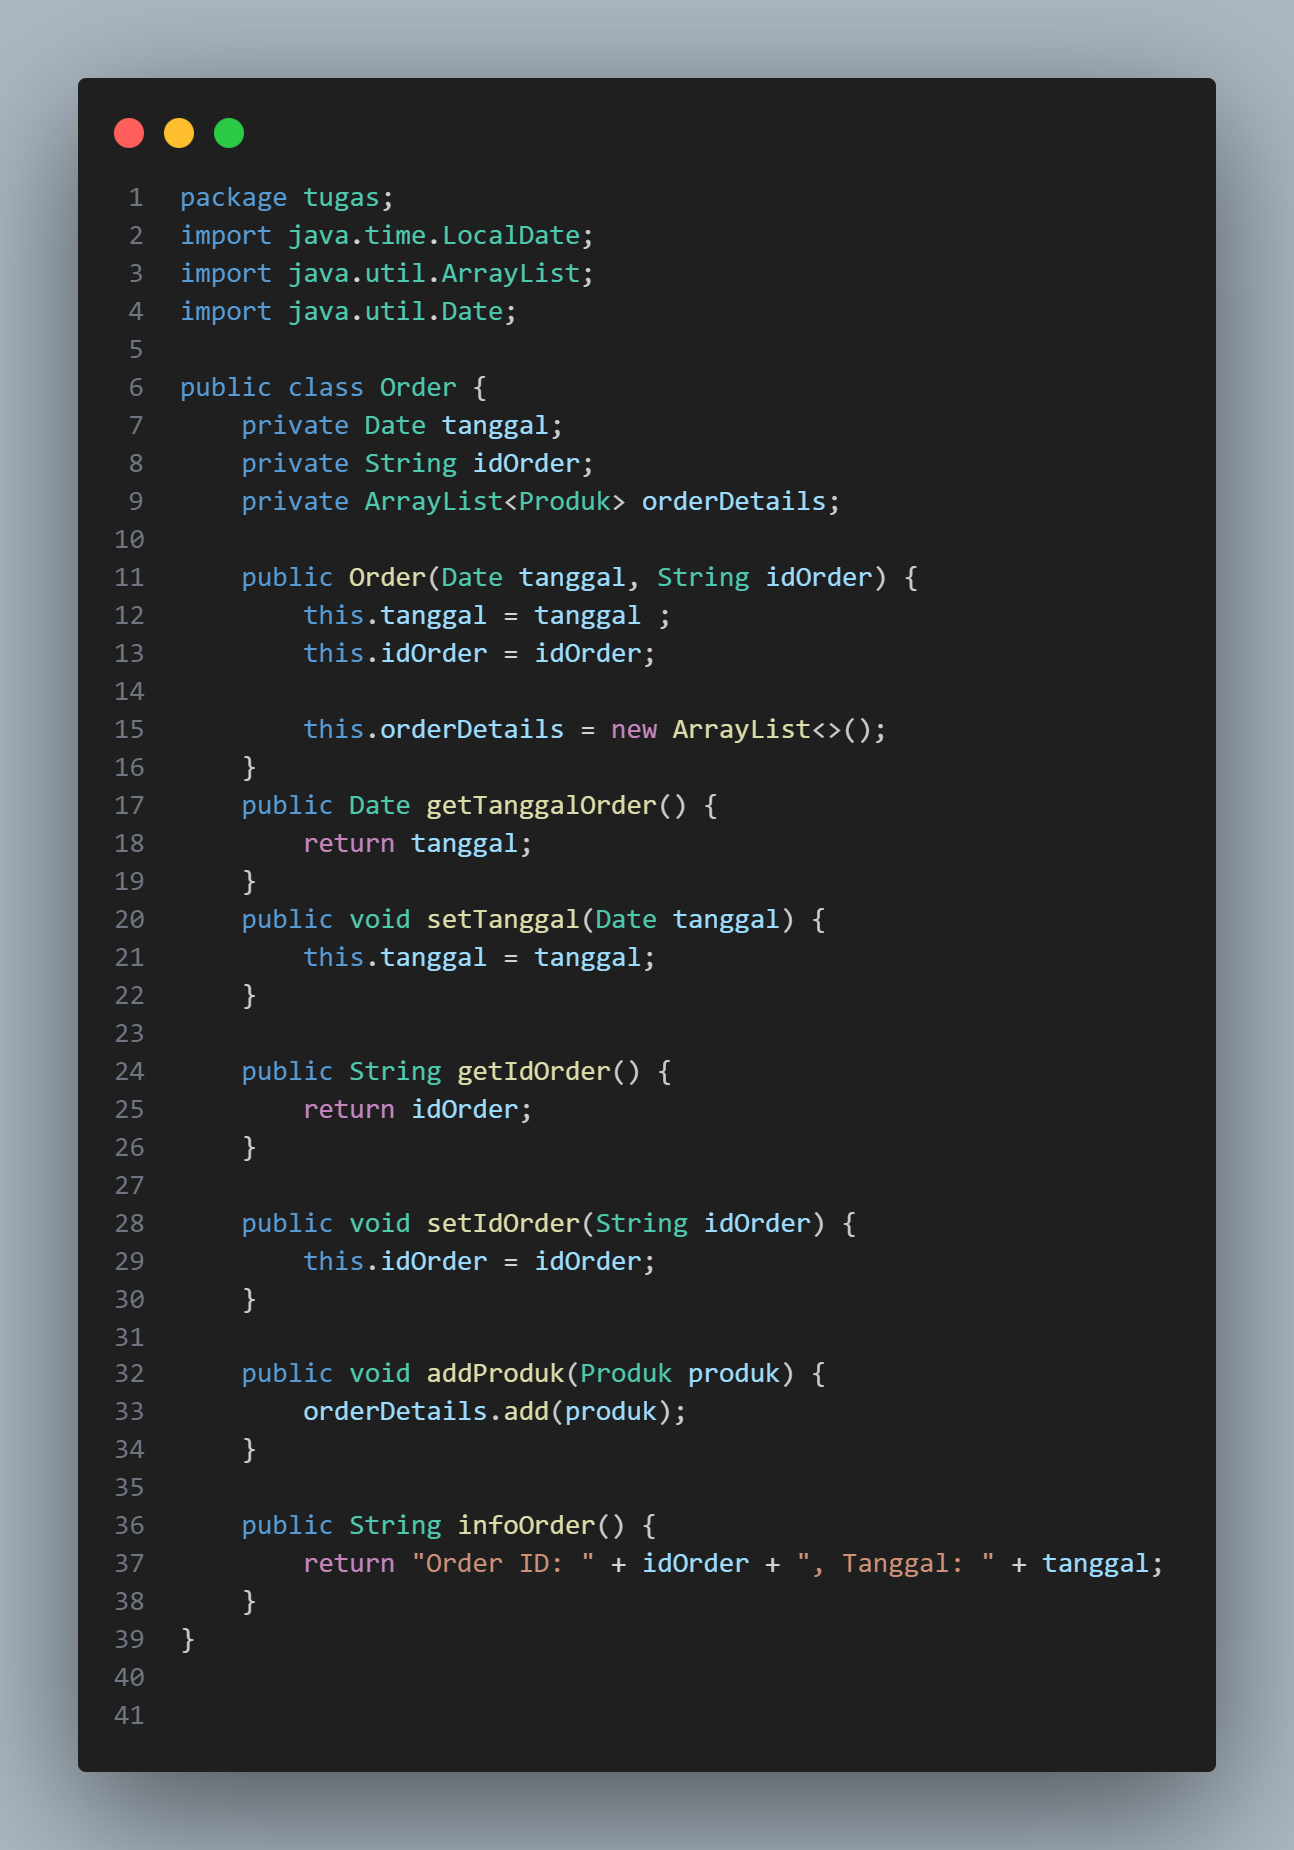 1 package tugas;
2 import java.time.LocalDate;
3 import java.util.ArrayList;
4 import java.util.Date;
5
6 public class Order {
7     private Date tanggal;
8     private String idOrder;
9     private ArrayList<Produk> orderDetails;
10
11     public Order(Date tanggal, String idOrder) {
12         this.tanggal = tanggal ;
13         this.idOrder = idOrder;
14
15         this.orderDetails = new ArrayList<>();
16     }
17     public Date getTanggalOrder() {
18         return tanggal;
19     }
20     public void setTanggal(Date tanggal) {
21         this.tanggal = tanggal;
22     }
23
24     public String getIdOrder() {
25         return idOrder;
26     }
27
28     public void setIdOrder(String idOrder) {
29         this.idOrder = idOrder;
30     }
31
32     public void addProduk(Produk produk) {
33         orderDetails.add(produk);
34     }
35
36     public String infoOrder() {
37         return "Order ID: " + idOrder + ", Tanggal: " + tanggal;
38     }
39 }
40
41